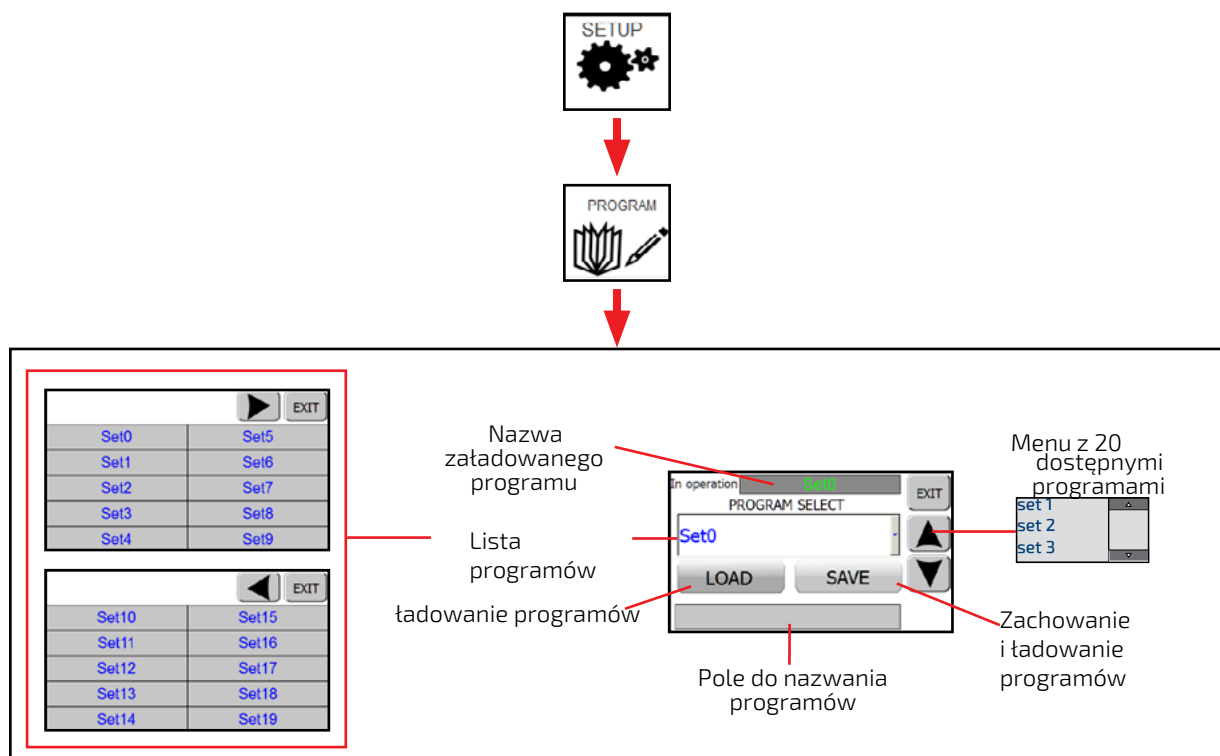 SETUP
PROGRAM
EXIT
Set0 Set5
Set1 Set6
Set2 Set7
Set3 Set8
Set4 Set9
EXIT
Set10 Set15
Set11 Set16
Set12 Set17
Set13 Set18
Set14 Set19
Nazwa
załadowanego
programu
Lista
programów
ładowanie programów
In operation Set0
EXIT
PROGRAM SELECT
Set0
LOAD SAVE
Pole do nazwania
programów
Menu z 20
dostępnymi
programami
set 1
set 2
set 3
Zachowanie
i ładowanie
programów